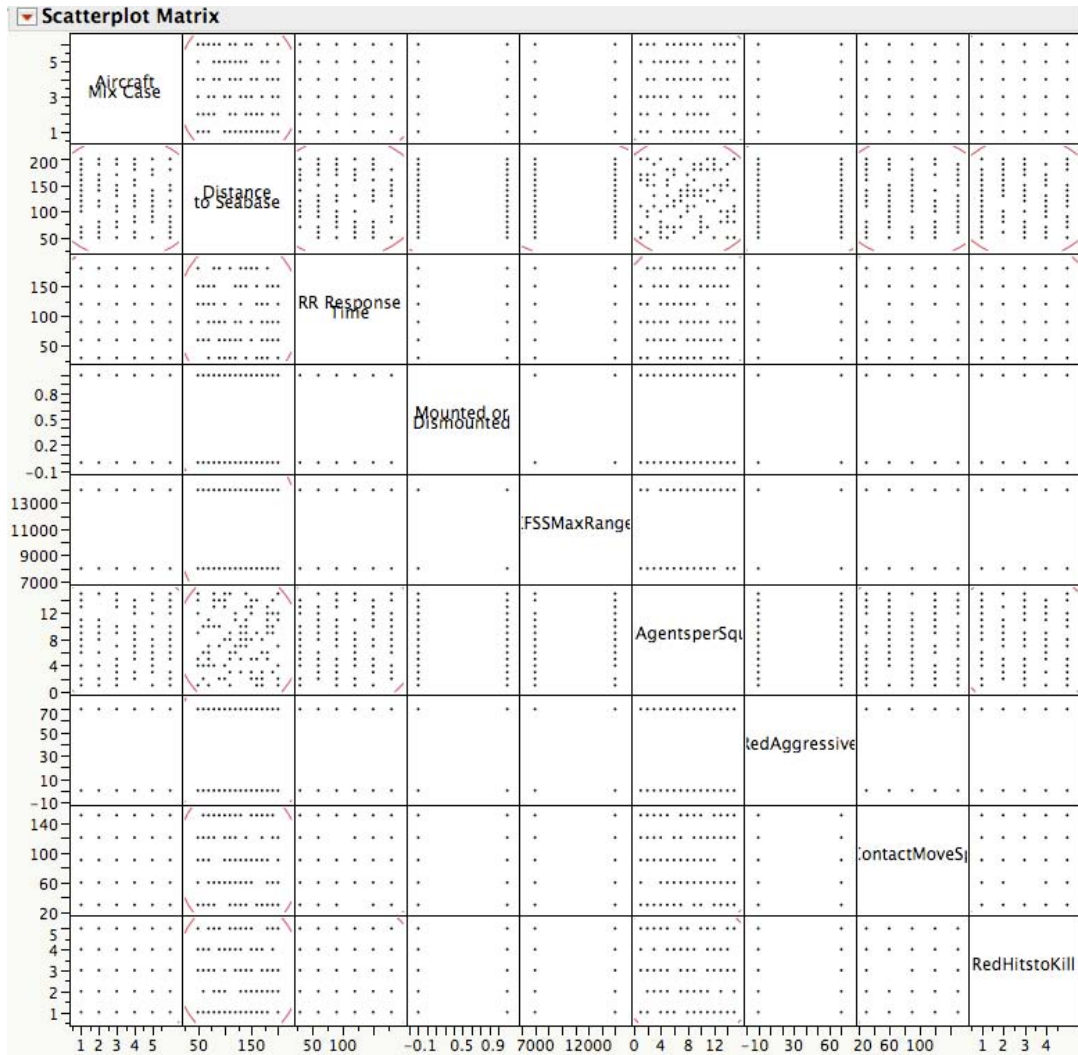 Scatterplot Matrix
5
3
1
Aircraft
Mix Case
200
150
100
50
Distance
to Seabase
150
100
50
RR Response
Time
0.8
0.5
0.2
-0.1
Mounted or
Dismounted
13000
11000
9000
7000
FSSMaxRange
12
8
4
0
AgentsperSqu
70
50
30
10
-10
RedAggressive
140
100
60
20
ContactMoveSp
5
4
3
2
1
RedHitstoKill
1 2 3 4 5 50 150 50 100 -0.1 0.5 0.9 7000 12000 0 4 8 12 -10 30 60 20 60 100 1 2 3 4